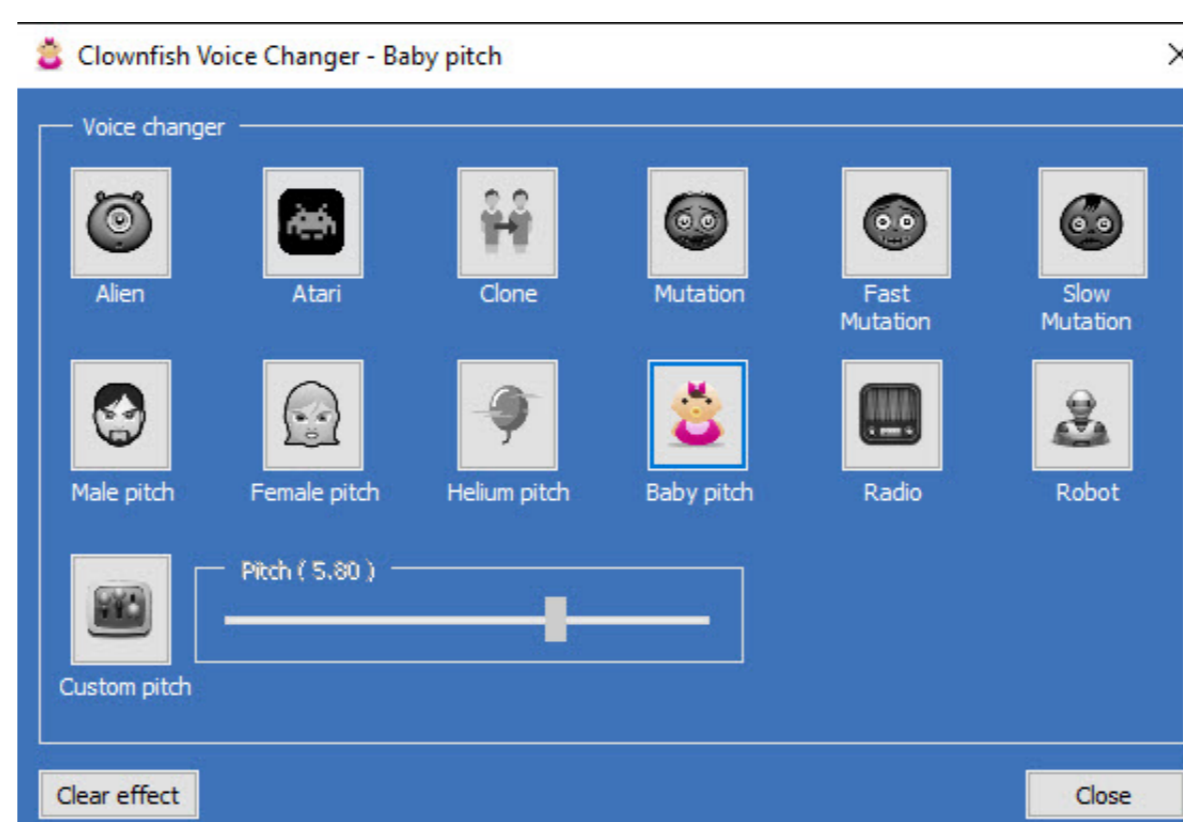 Clownfish Voice Changer - Baby pitch
Voice changer
Alien
Atari
Clone
Mutation
Fast
Mutation
Slow
Mutation
Male pitch
Female pitch
Helium pitch
Baby pitch
Radio
Robot
Pitch ( 5.80 )
Custom pitch
Clear effect
Close